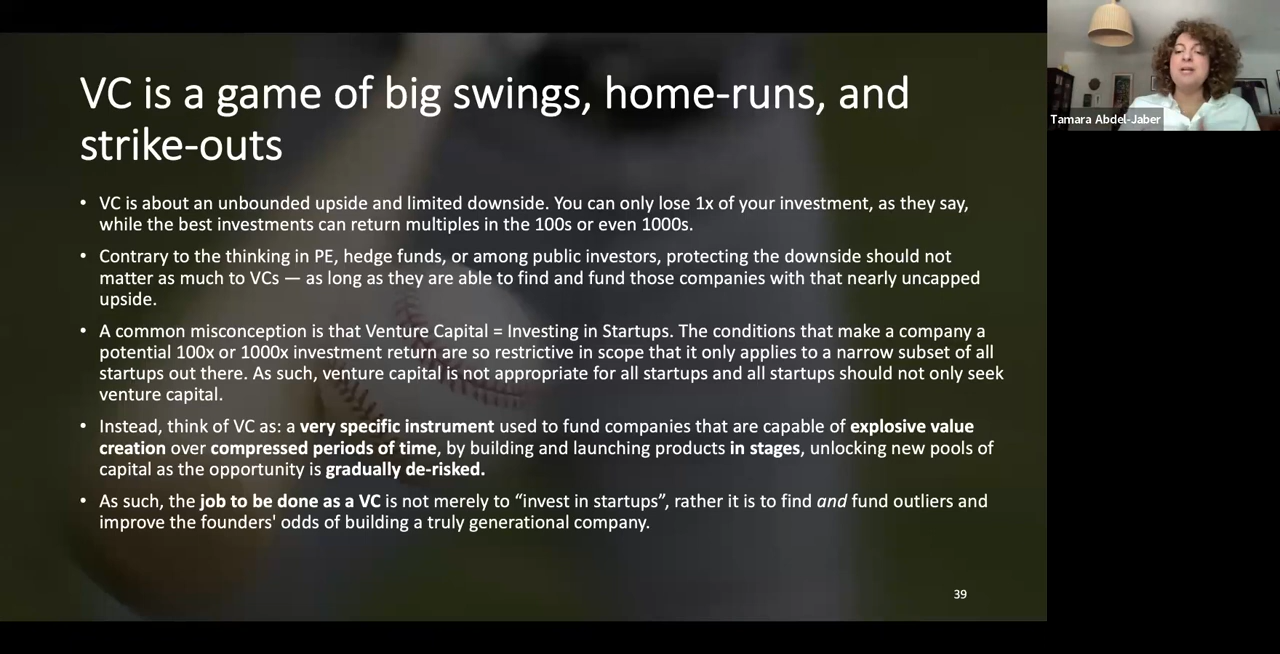 VC is a game of big swings, home-runs, and
strike-outs
• VC is about an unbounded upside and limited downside. You can only lose 1x of your investment, as they say,
while the best investments can return multiples in the 100s or even 1000s.
• Contrary to the thinking in PE, hedge funds, or among public investors, protecting the downside should not
matter as much to VCs — as long as they are able to find and fund those companies with that nearly uncapped
upside.
• A common misconception is that Venture Capital = Investing in Startups. The conditions that make a company a
potential 100x or 1000x investment return are so restrictive in scope that it only applies to a narrow subset of all
startups out there. As such, venture capital is not appropriate for all startups and all startups should not only seek
venture capital.
• Instead, think of VC as: a very specific instrument used to fund companies that are capable of explosive value
creation over compressed periods of time, by building and launching products in stages, unlocking new pools of
capital as the opportunity is gradually de-risked.
• As such, the job to be done as a VC is not merely to “invest in startups”, rather it is to find and fund outliers and
improve the founders' odds of building a truly generational company.
39
Tamara Abdel-Jaber